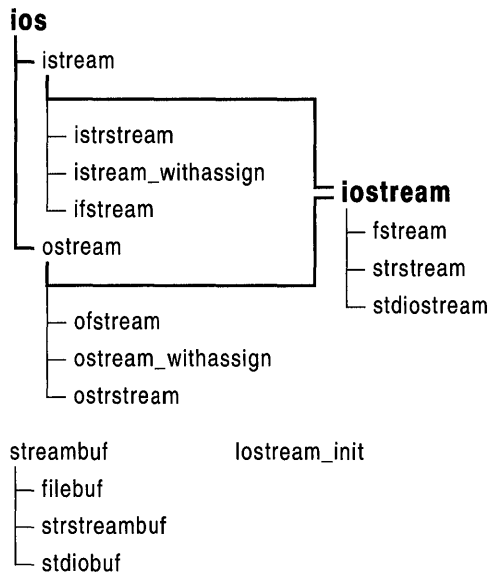 ios
istream
istrstream
istream_withassign
ifstream
iostream
fstream
strstream
stdiostream
ostream
ofstream
ostream_withassign
ostrstream
streambuf
filebuf
strstreambuf
stdiobuf
Iostream_init